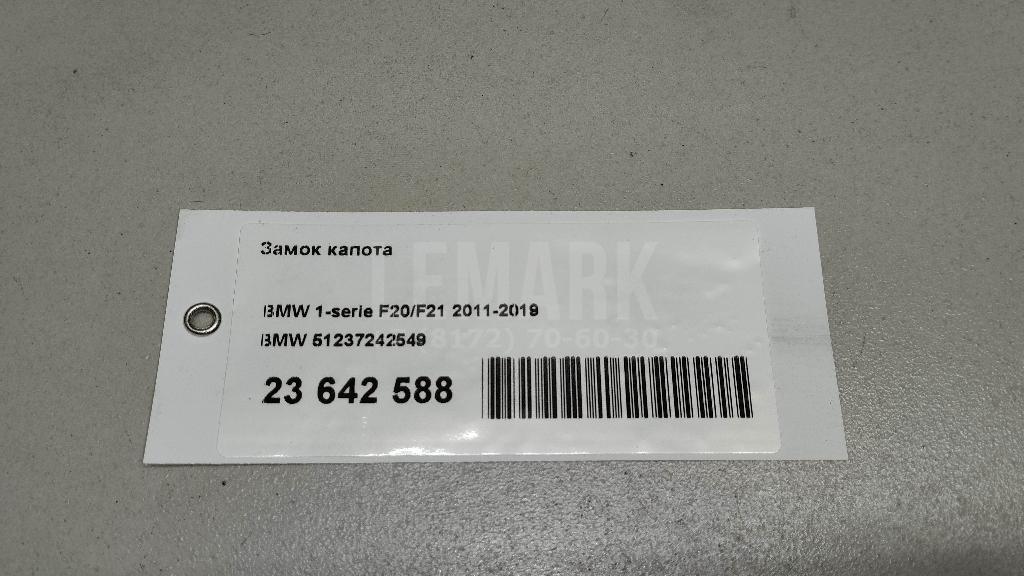 Замок капота
LEMARK
BMW 1-serie F20/F21 2011-2019
BMW 51237242549
(8172) 70-60-30
23 642 588